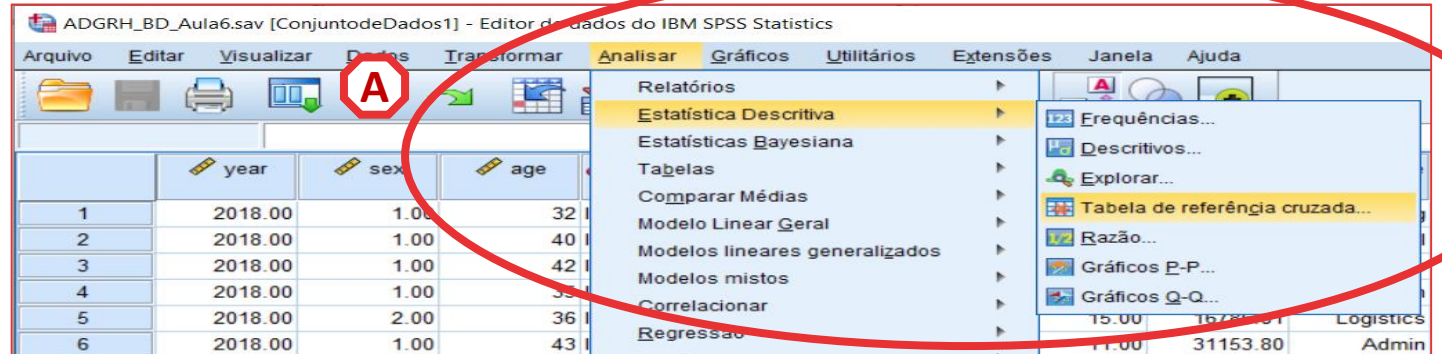 ADGRH_BD_Aula6.sav [ConjuntodeDados1] - Editor de dados do IBM SPSS Statistics
Arquivo Editar Visualizar Dados Transformar Analisar Gráficos Utilitários Extensões Janela Ajuda
A
Relatórios
Estatística Descritiva
Estatísticas Bayesiana
Tabelas
Comparar Médias
Modelo Linear Geral
Modelos lineares generalizados
Modelos mistos
Correlacionar
Regressão
123 Frequências...
Descritivos...
Explorar...
Tabela de referência cruzada...
1/2 Razão...
Gráficos P-P...
Gráficos Q-Q...
year sex age
1 2018.00 1.00 32
2 2018.00 1.00 40
3 2018.00 1.00 42
4 2018.00 1.00
5 2018.00 2.00 36 15.00 Logistics
6 2018.00 1.00 43 11.00 31153.80 Admin